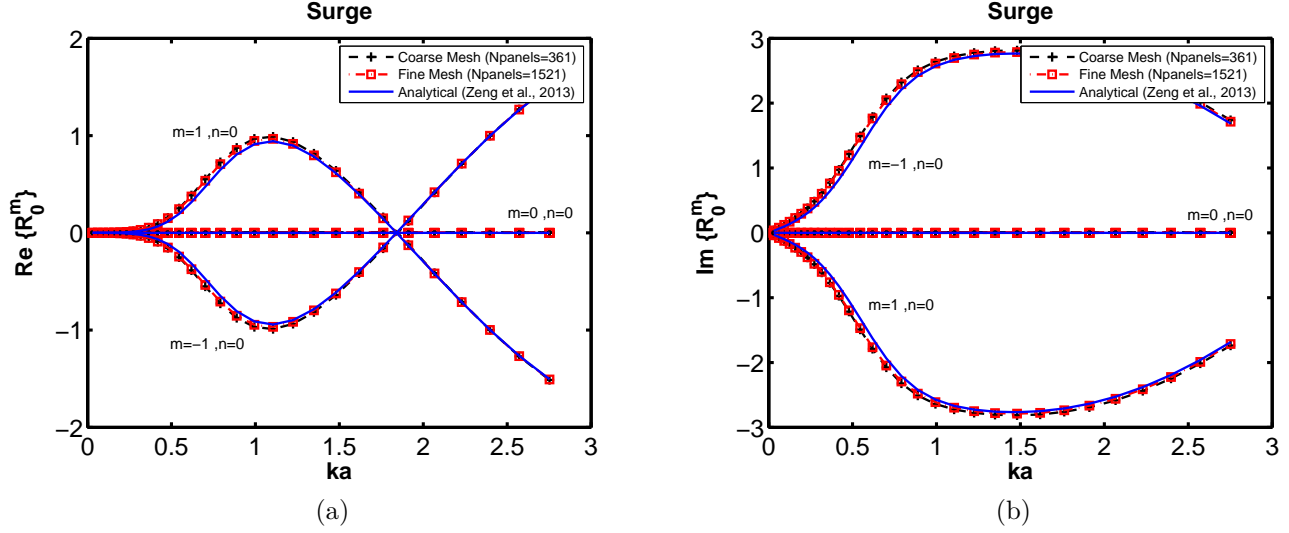 Surge
2
1
0
−1
−2
0
0.5
1
1.5
2
2.5
3
ka
Re {R_0^m}
Coarse Mesh (Npanels=361)
Fine Mesh (Npanels=1521)
Analytical (Zeng et al., 2013)
m=1 ,n=0
m=0 ,n=0
m=−1 ,n=0
(a)
Surge
3
2
1
0
−1
−2
−3
0
0.5
1
1.5
2
2.5
3
ka
Im {R_0^m}
Coarse Mesh (Npanels=361)
Fine Mesh (Npanels=1521)
Analytical (Zeng et al., 2013)
m=−1 ,n=0
m=0 ,n=0
m=1 ,n=0
(b)